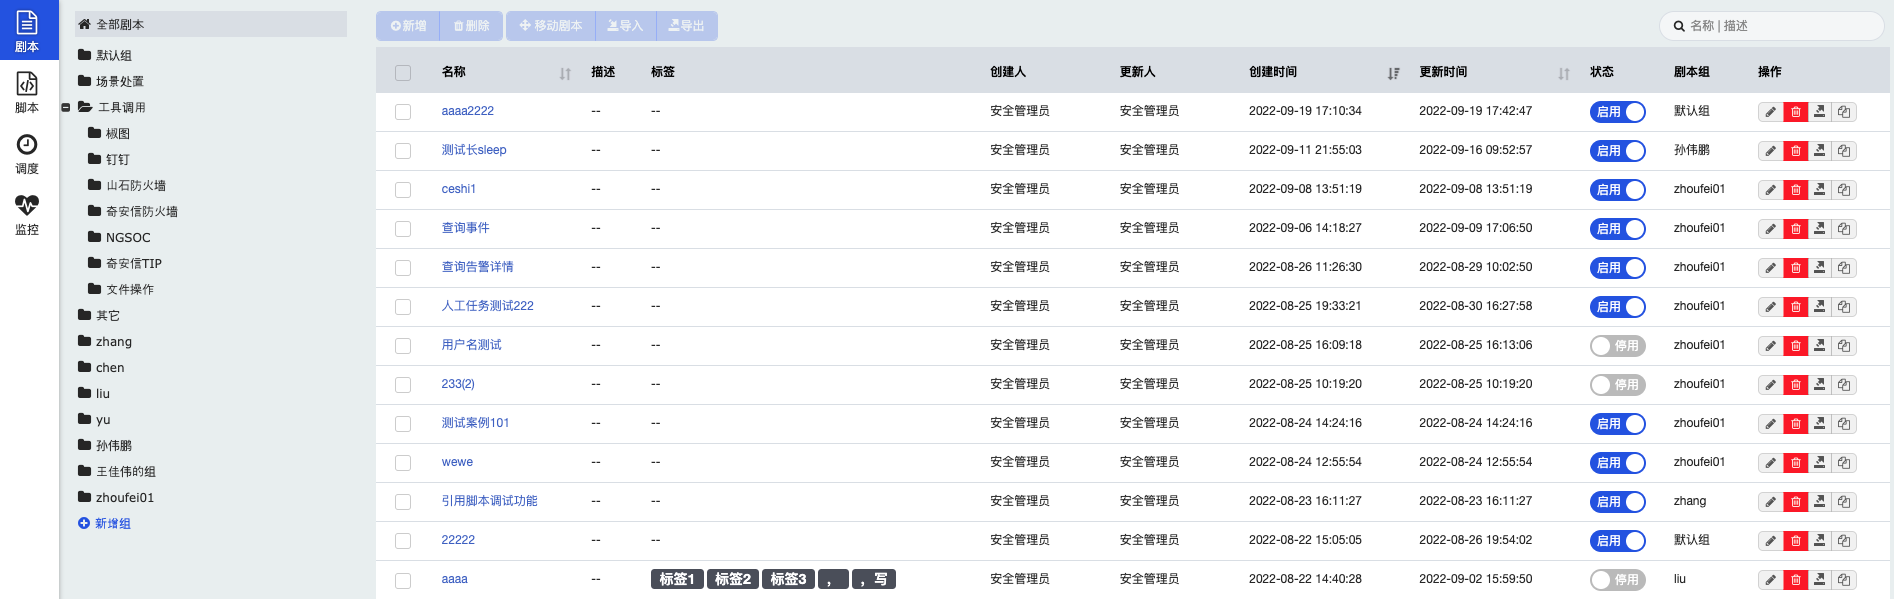 剧本
脚本
调度
监控
全部剧本
默认组
场景处置
工具调用
椒图
钉钉
山石防火墙
奇安信防火墙
NGSOC
奇安信TIP
文件操作
其它
zhang
chen
liu
yu
孙伟鹏
王佳伟的组
zhoufei01
新增组
新增 删除 移动剧本 导入 导出 名称 | 描述
名称 描述 标签 创建人 更新人 创建时间 更新时间 状态 剧本组 操作
aaaa2222 -- -- 安全管理员 安全管理员 2022-09-19 17:10:34 2022-09-19 17:42:47 启用 默认组
测试长sleep -- -- 安全管理员 安全管理员 2022-09-11 21:55:03 2022-09-16 09:52:57 启用 孙伟鹏
ceshi1 -- -- 安全管理员 安全管理员 2022-09-08 13:51:19 2022-09-08 13:51:19 启用 zhoufei01
查询事件 -- -- 安全管理员 安全管理员 2022-09-06 14:18:27 2022-09-09 17:06:50 启用 zhoufei01
查询告警详情 -- -- 安全管理员 安全管理员 2022-08-26 11:26:30 2022-08-29 10:02:50 启用 zhoufei01
人工任务测试222 -- -- 安全管理员 安全管理员 2022-08-25 19:33:21 2022-08-30 16:27:58 启用 zhoufei01
用户名测试 -- -- 安全管理员 安全管理员 2022-08-25 16:09:18 2022-08-25 16:13:06 停用 zhoufei01
233(2) -- -- 安全管理员 安全管理员 2022-08-25 10:19:20 2022-08-25 10:19:20 停用 zhoufei01
测试案例101 -- -- 安全管理员 安全管理员 2022-08-24 14:24:16 2022-08-24 14:24:16 启用 zhoufei01
wewe -- -- 安全管理员 安全管理员 2022-08-24 12:55:54 2022-08-24 12:55:54 启用 zhoufei01
引用脚本调试功能 -- -- 安全管理员 安全管理员 2022-08-23 16:11:27 2022-08-23 16:11:27 启用 zhang
22222 -- -- 安全管理员 安全管理员 2022-08-22 15:05:05 2022-08-26 19:54:02 启用 默认组
aaaa -- 标签1 标签2 标签3 ， ，写 安全管理员 安全管理员 2022-08-22 14:40:28 2022-09-02 15:59:50 停用 liu